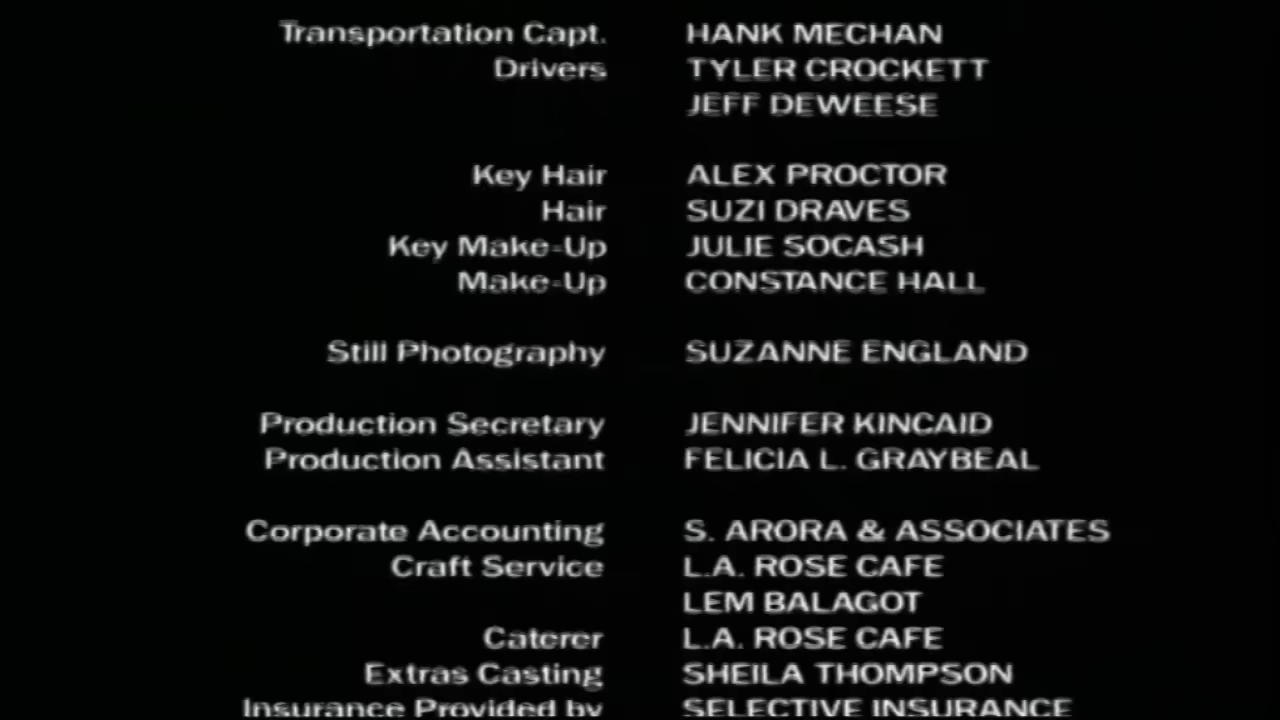 Transportation Capt. HANK MECHAN
Drivers TYLER CROCKETT
JEFF DEWEESE
Key Hair ALEX PROCTOR
Hair SUZI DRAVES
Key Make-Up JULIE SOCASH
Make-Up CONSTANCE HALL
Still Photography SUZANNE ENGLAND
Production Secretary JENNIFER KINCAID
Production Assistant FELICIA L. GRAYBEAL
Corporate Accounting S. ARORA & ASSOCIATES
Craft Service L.A. ROSE CAFE
LEM BALAGOT
Caterer L.A. ROSE CAFE
Extras Casting SHEILA THOMPSON
Insurance Provided by SELECTIVE INSURANCE